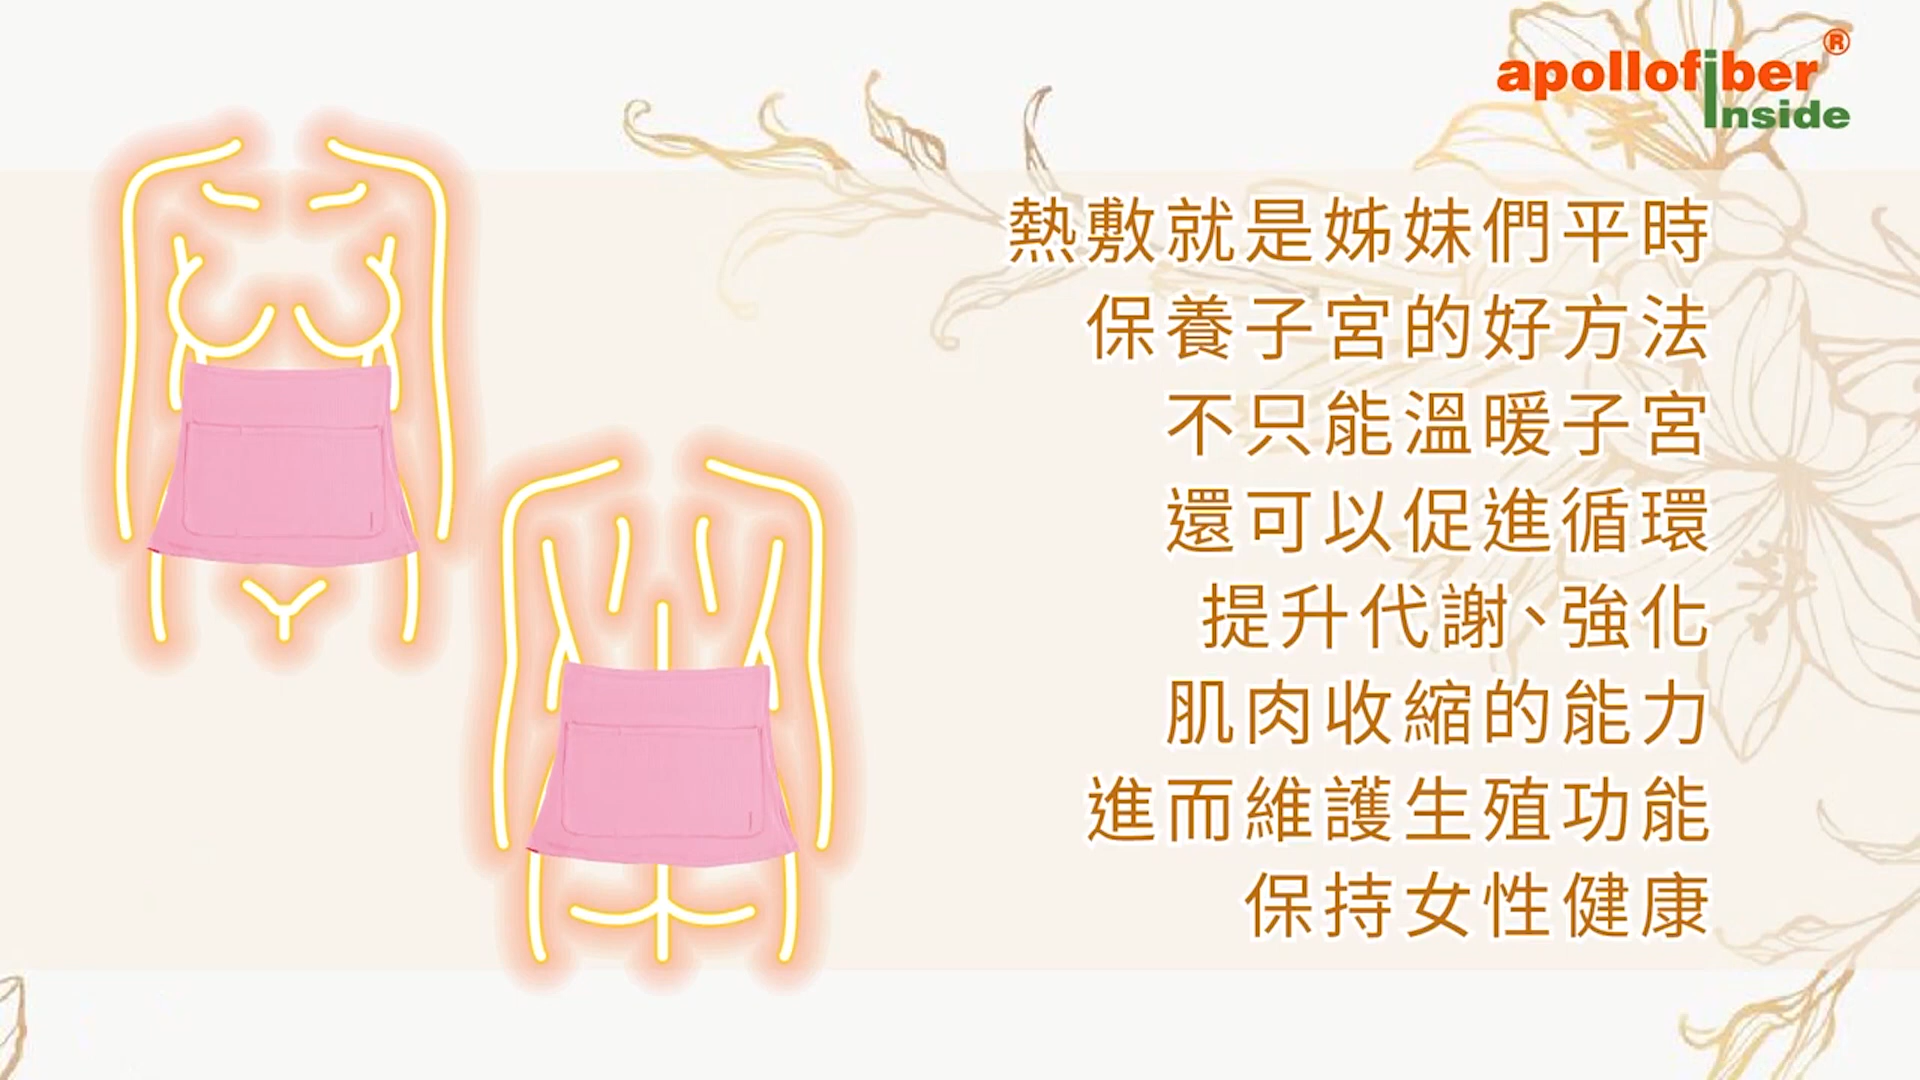 apollofiber®
Inside
熱敷就是姊妹們平時
保養子宮的好方法
不只能溫暖子宮
還可以促進循環
提升代謝、強化
肌肉收縮的能力
進而維護生殖功能
保持女性健康